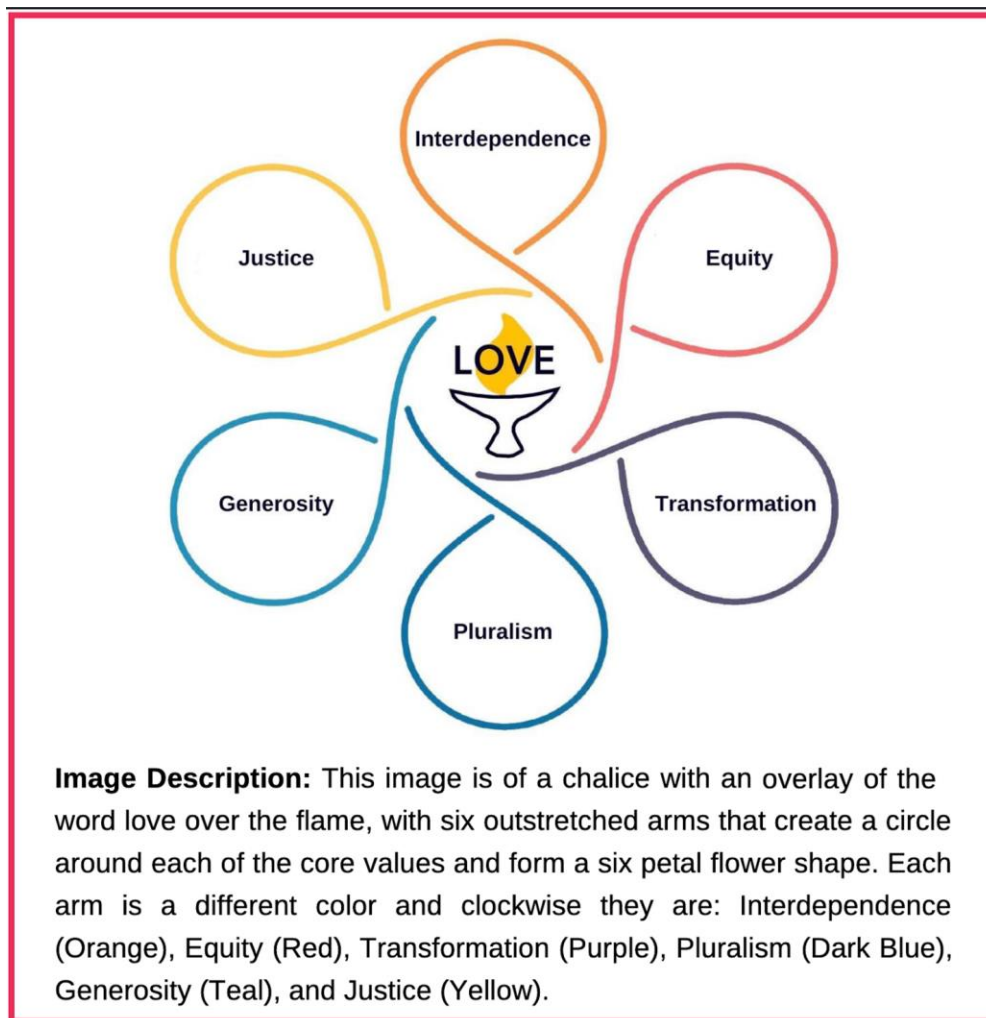 Interdependence
Justice
Equity
LOVE
Generosity
Transformation
Pluralism
Image Description: This image is of a chalice with an overlay of the
word love over the flame, with six outstretched arms that create a circle
around each of the core values and form a six petal flower shape. Each
arm is a different color and clockwise they are: Interdependence
(Orange), Equity (Red), Transformation (Purple), Pluralism (Dark Blue),
Generosity (Teal), and Justice (Yellow).